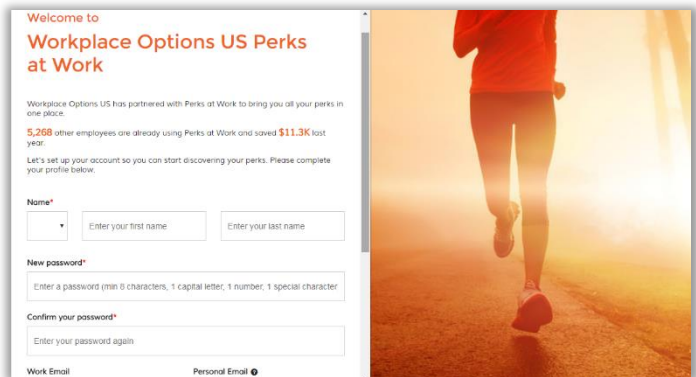 Welcome to
Workplace Options US Perks
at Work
Workplace Options US has partnered with Perks at Work to bring you all your perks in
one place.
5,268 other employees are already using Perks at Work and saved $11.3K last
year.
Let's set up your account so you can start discovering your perks. Please complete
your profile below.
Name*
Enter your first name Enter your last name
New password*
Enter a password (min 8 characters, 1 capital letter, 1 number, 1 special character
Confirm your password*
Enter your password again
Work Email Personal Email